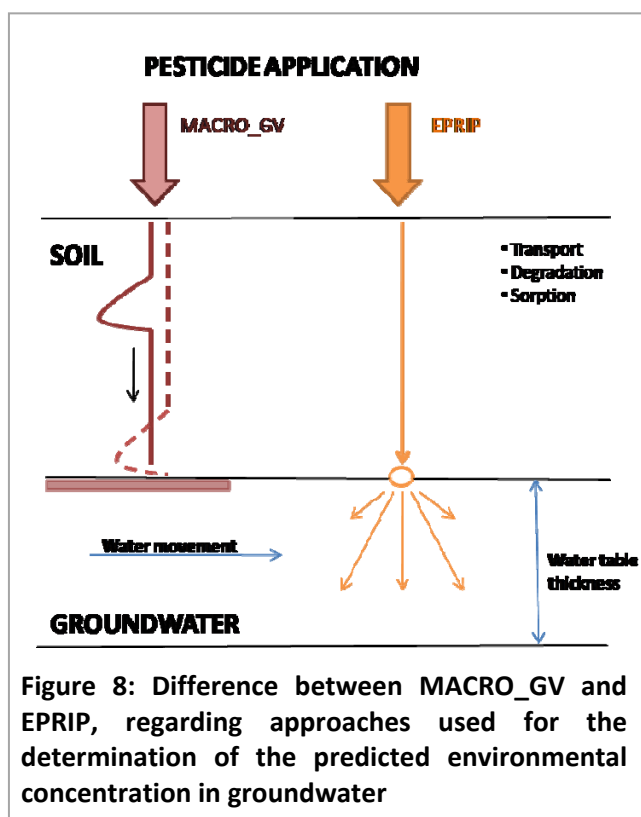 PESTICIDE APPLICATION
MACRO_GV
EPRIP
SOIL
▪ Transport
▪ Degradation
▪ Sorption
Water movement
Water table
thickness
GROUNDWATER
Figure 8: Difference between MACRO_GV and
EPRIP, regarding approaches used for the
determination of the predicted environmental
concentration in groundwater